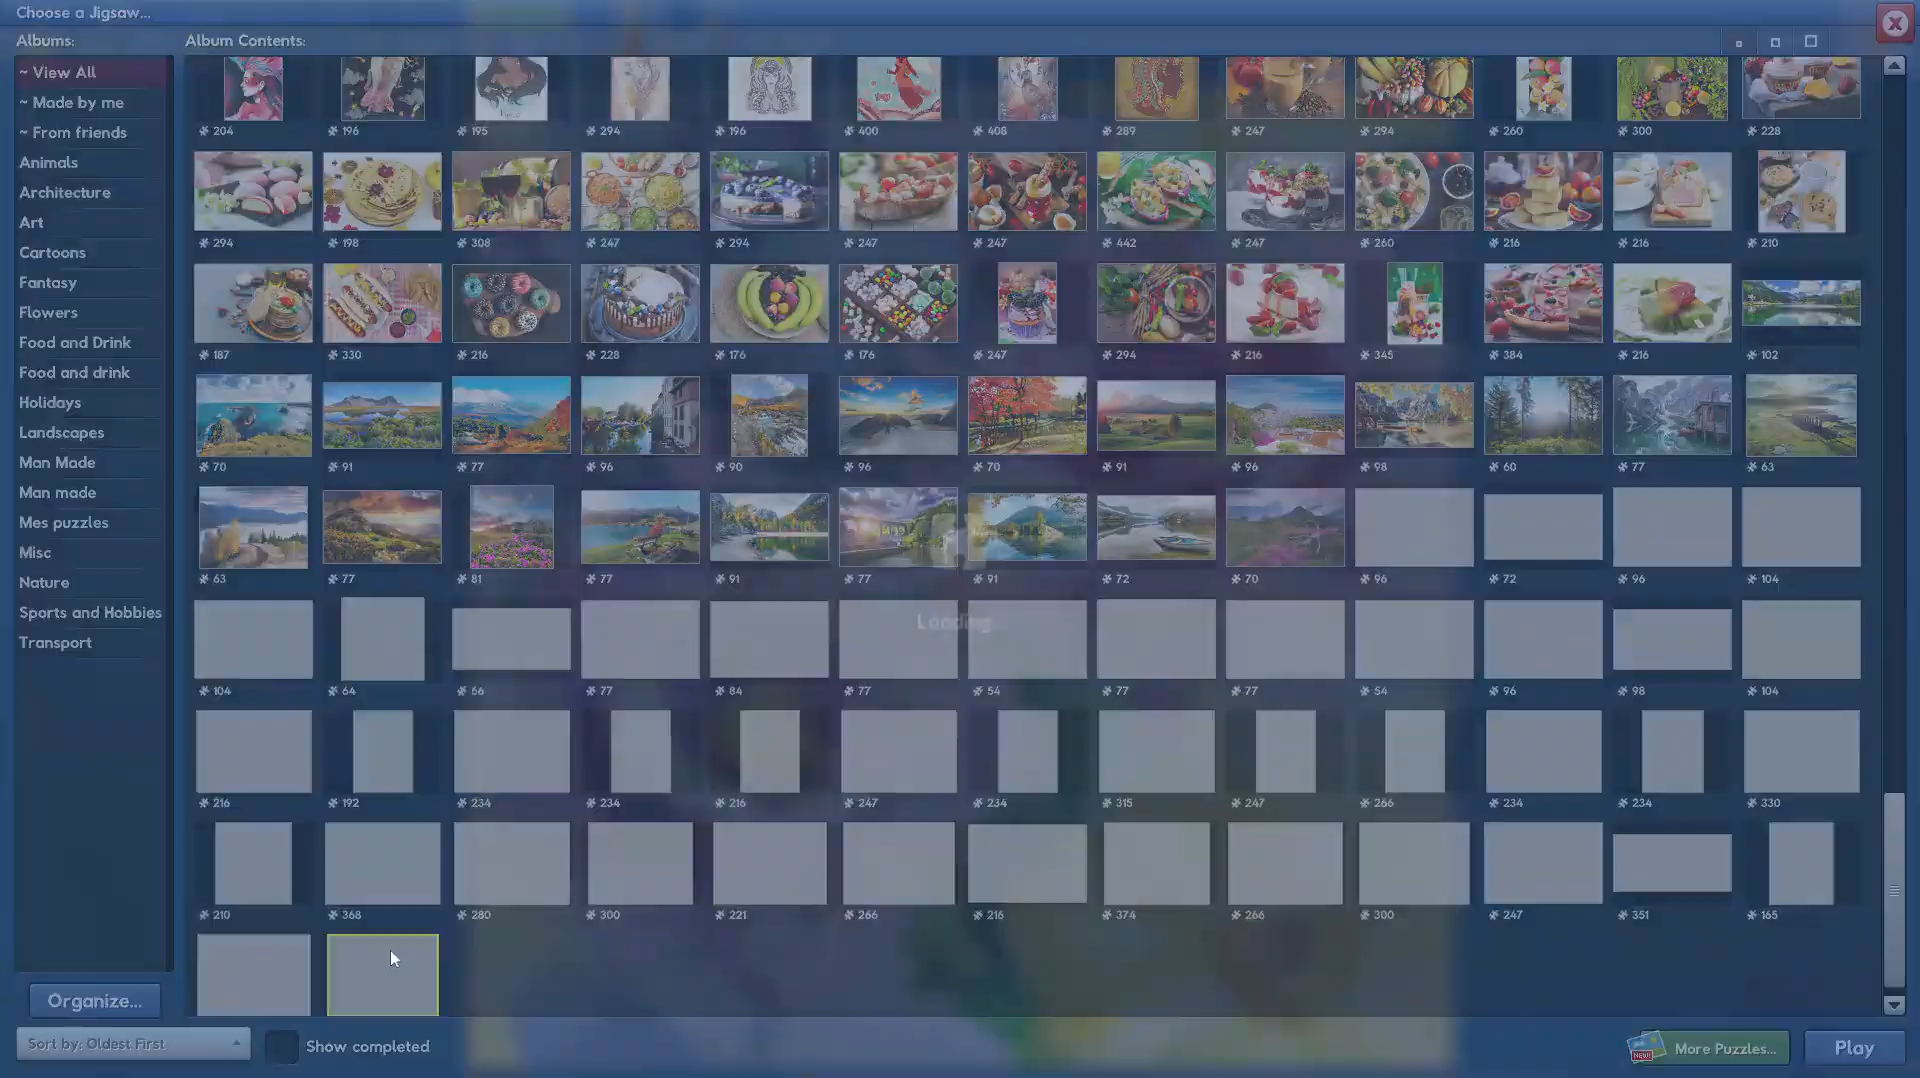 Choose a Jigsaw...
Albums:
Album Contents:
~ View All
~ Made by me
~ From friends
Animals
Architecture
Art
Cartoons
Fantasy
Flowers
Food and Drink
Food and drink
Holidays
Landscapes
Man Made
Man made
Mes puzzles
Misc
Nature
Sports and Hobbies
Transport
204 196 195 294 196 400 408 289 247 294 260 300 228
294 198 308 247 294 247 247 442 247 260 216 216 210
187 330 216 228 176 176 247 294 216 345 384 216 102
70 91 77 96 90 96 70 91 96 98 60 77 63
63 77 81 77 91 77 91 72 70 96 72 96 104
Loading...
104 64 66 77 84 77 54 77 77 54 96 98 104
216 192 234 234 216 247 234 315 247 266 234 234 330
210 368 280 300 221 266 216 374 266 300 247 351 165
Organize...
Sort by: Oldest First
Show completed
NEW!
More Puzzles...
Play